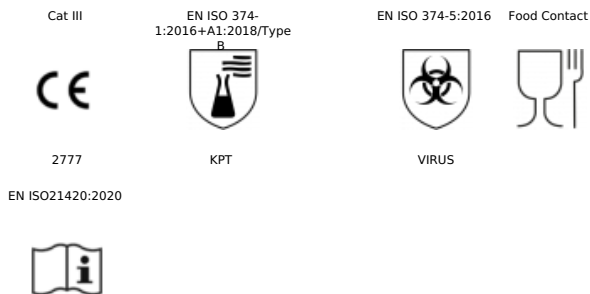 Cat III
EN ISO 374-
1:2016+A1:2018/Type
B
EN ISO 374-5:2016
Food Contact
CE
2777
KPT
VIRUS
EN ISO21420:2020
i